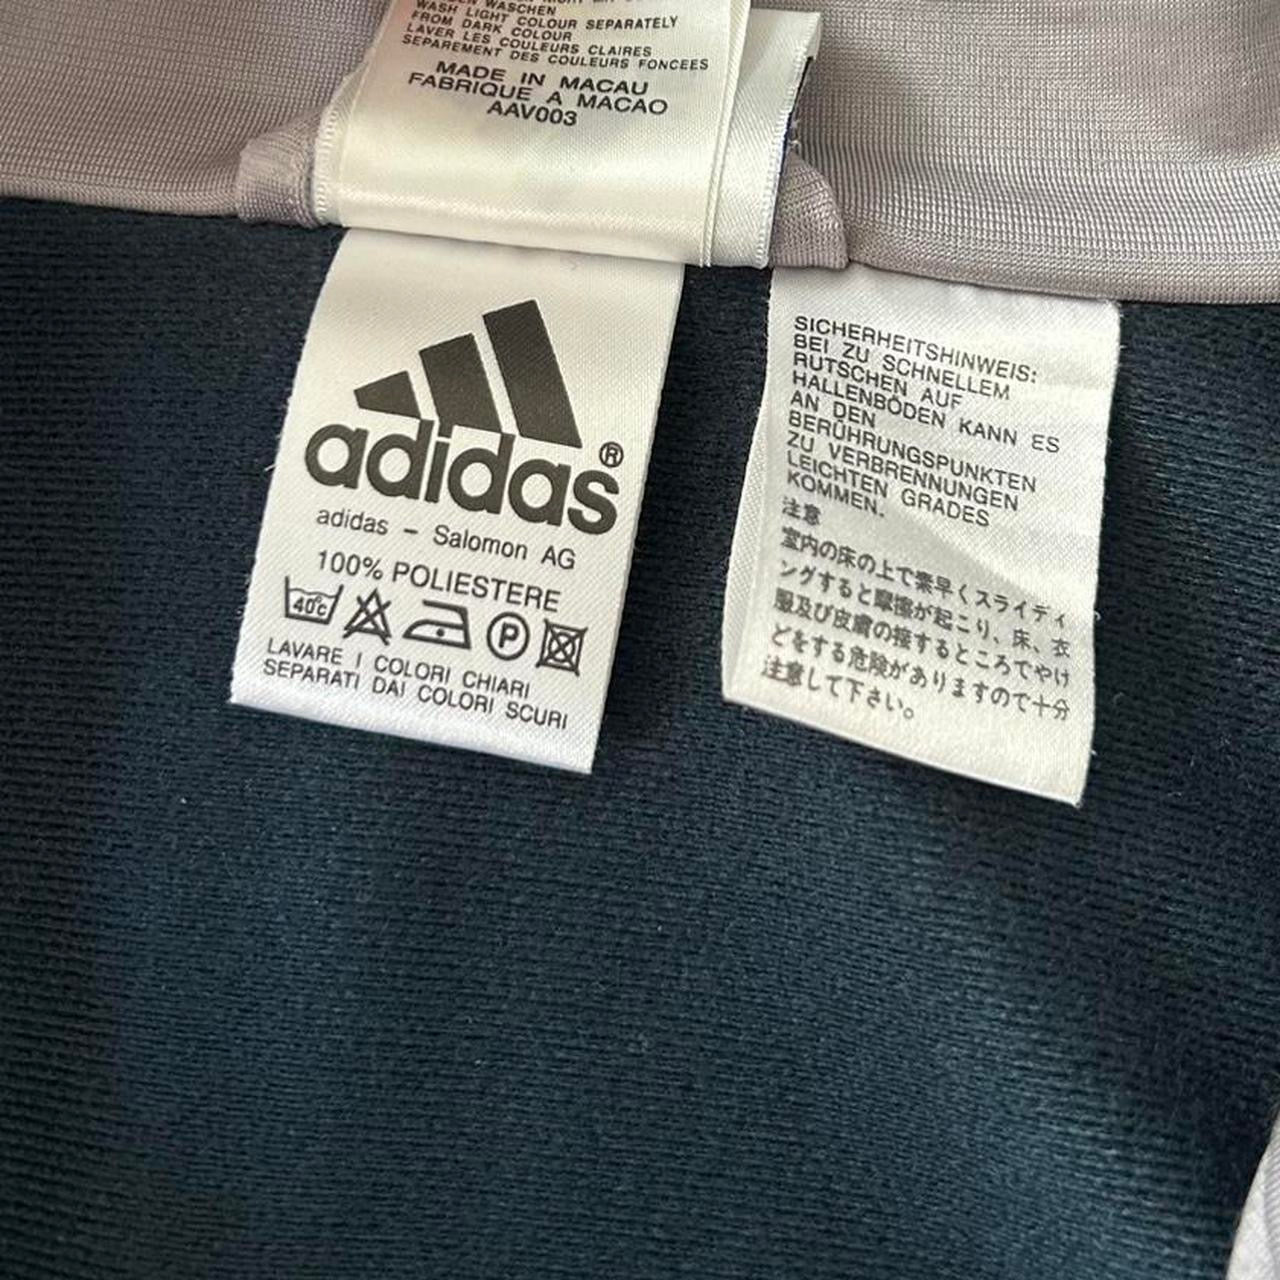 WASCHEN
WASH LIGHT COLOUR SEPARATELY
FROM DARK COLOUR
LAVER LES COULEURS CLAIRES
SEPAREMENT DES COULEURS FONCEES
MADE IN MACAU
FABRIQUE A MACAO
AAV003
adidas®
adidas – Salomon AG
100% POLIESTERE
40°c P
LAVARE I COLORI CHIARI
SEPARATI DAI COLORI SCURI
SICHERHEITSHINWEIS:
BEI ZU SCHNELLEM
RUTSCHEN AUF
HALLENBÖDEN KANN ES
AN DEN
BERÜHRUNGSPUNKTEN
ZU VERBRENNUNGEN
LEICHTEN GRADES
KOMMEN.
注意
室内の床の上で素早くスライディ
ングすると摩擦が起こり、床、衣
服及び皮膚の接するところでやけ
どをする危険がありますので十分
注意して下さい。